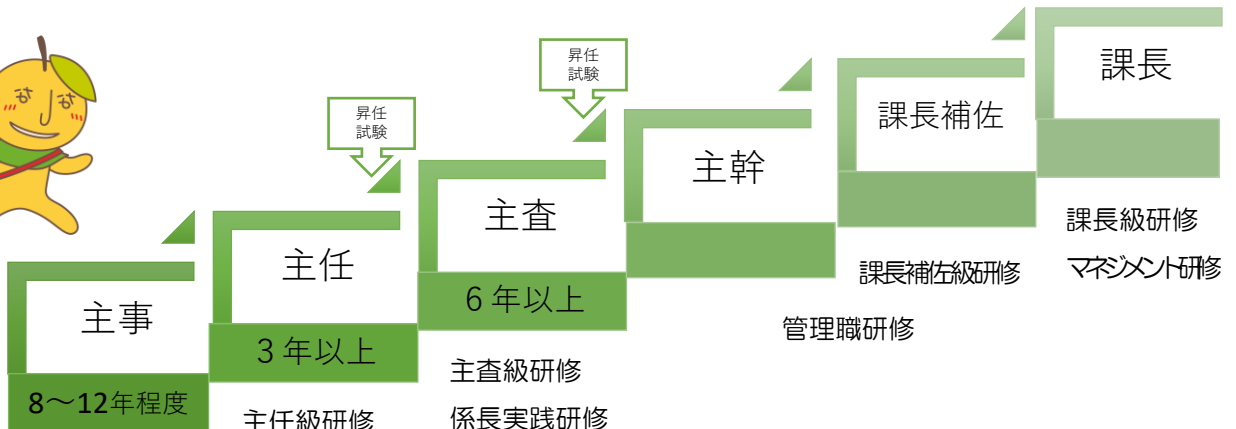 昇任
試験
昇任
試験
課長
課長補佐
主幹
主査
主任
主事
6年以上
3年以上
8～12年程度
課長級研修
マネジメント研修
課長補佐級研修
管理職研修
主査級研修
係長実践研修
主任級研修